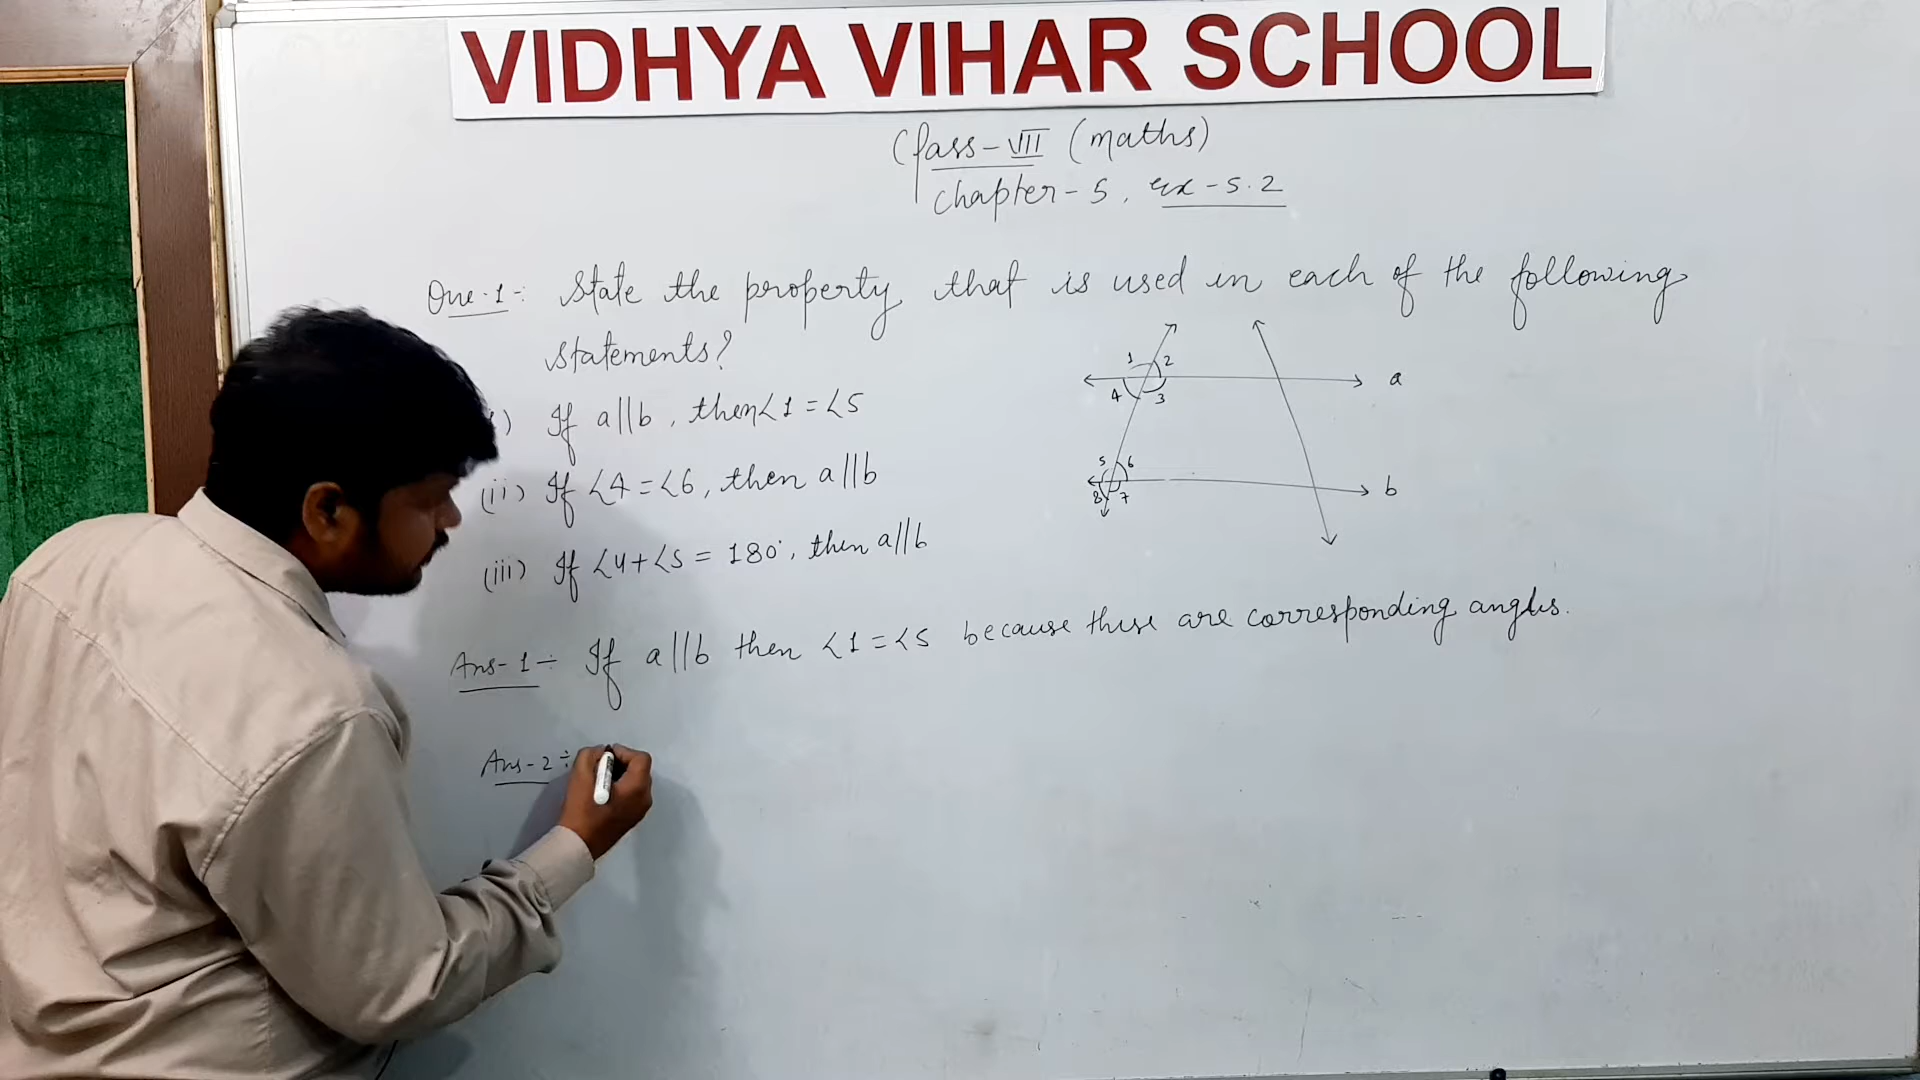 VIDHYA VIHAR SCHOOL
Class-VII (maths)
Chapter-5, ex-5.2
Que.1-: State the property that is used in each of the following
statements?
) If a||b, then ∠1=∠5
(ii) If ∠4=∠6, then a||b
(iii) If ∠4+∠5 = 180°, then a||b
1 2
4 3
a
5 6
8 7
b
Ans-1÷ If a||b then ∠1=∠5 because these are corresponding angles.
Ans-2÷